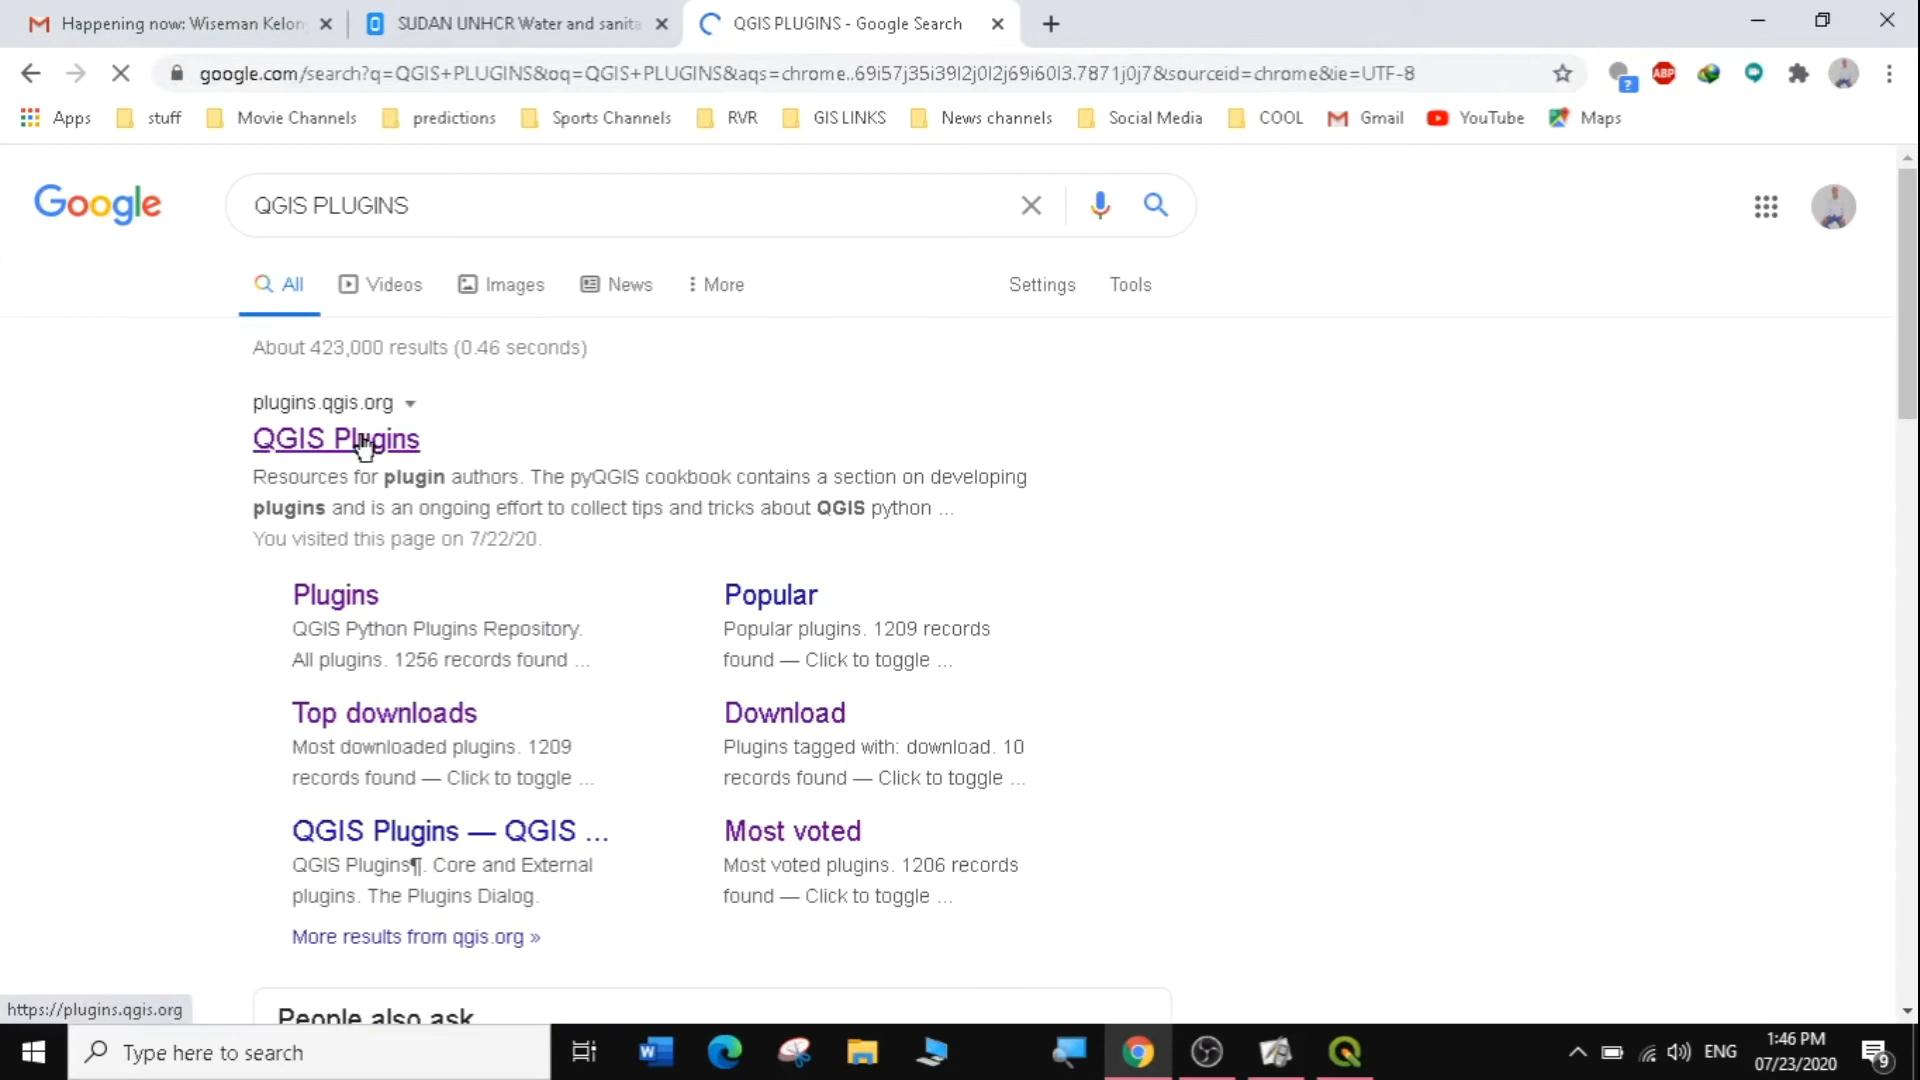 Happening now: Wiseman Kelon
SUDAN UNHCR Water and sanita
QGIS PLUGINS - Google Search
google.com/search?q=QGIS+PLUGINS&oq=QGIS+PLUGINS&aqs=chrome..69i57j35i39l2j0l2j69i60l3.7871j0j7&sourceid=chrome&ie=UTF-8
ABP
?
Apps
stuff
Movie Channels
predictions
Sports Channels
RVR
GIS LINKS
News channels
Social Media
COOL
Gmail
YouTube
Maps
Google
QGIS PLUGINS
All
Videos
Images
News
More
Settings
Tools
About 423,000 results (0.46 seconds)
plugins.qgis.org
QGIS Plugins
Resources for plugin authors. The pyQGIS cookbook contains a section on developing
plugins and is an ongoing effort to collect tips and tricks about QGIS python ...
You visited this page on 7/22/20.
Plugins
QGIS Python Plugins Repository.
All plugins. 1256 records found ...
Popular
Popular plugins. 1209 records
found — Click to toggle ...
Top downloads
Most downloaded plugins. 1209
records found — Click to toggle ...
Download
Plugins tagged with: download. 10
records found — Click to toggle ...
QGIS Plugins — QGIS ...
QGIS Plugins¶. Core and External
plugins. The Plugins Dialog.
Most voted
Most voted plugins. 1206 records
found — Click to toggle ...
More results from qgis.org »
People also ask
https://plugins.qgis.org
Type here to search
ENG
1:46 PM
07/23/2020
9